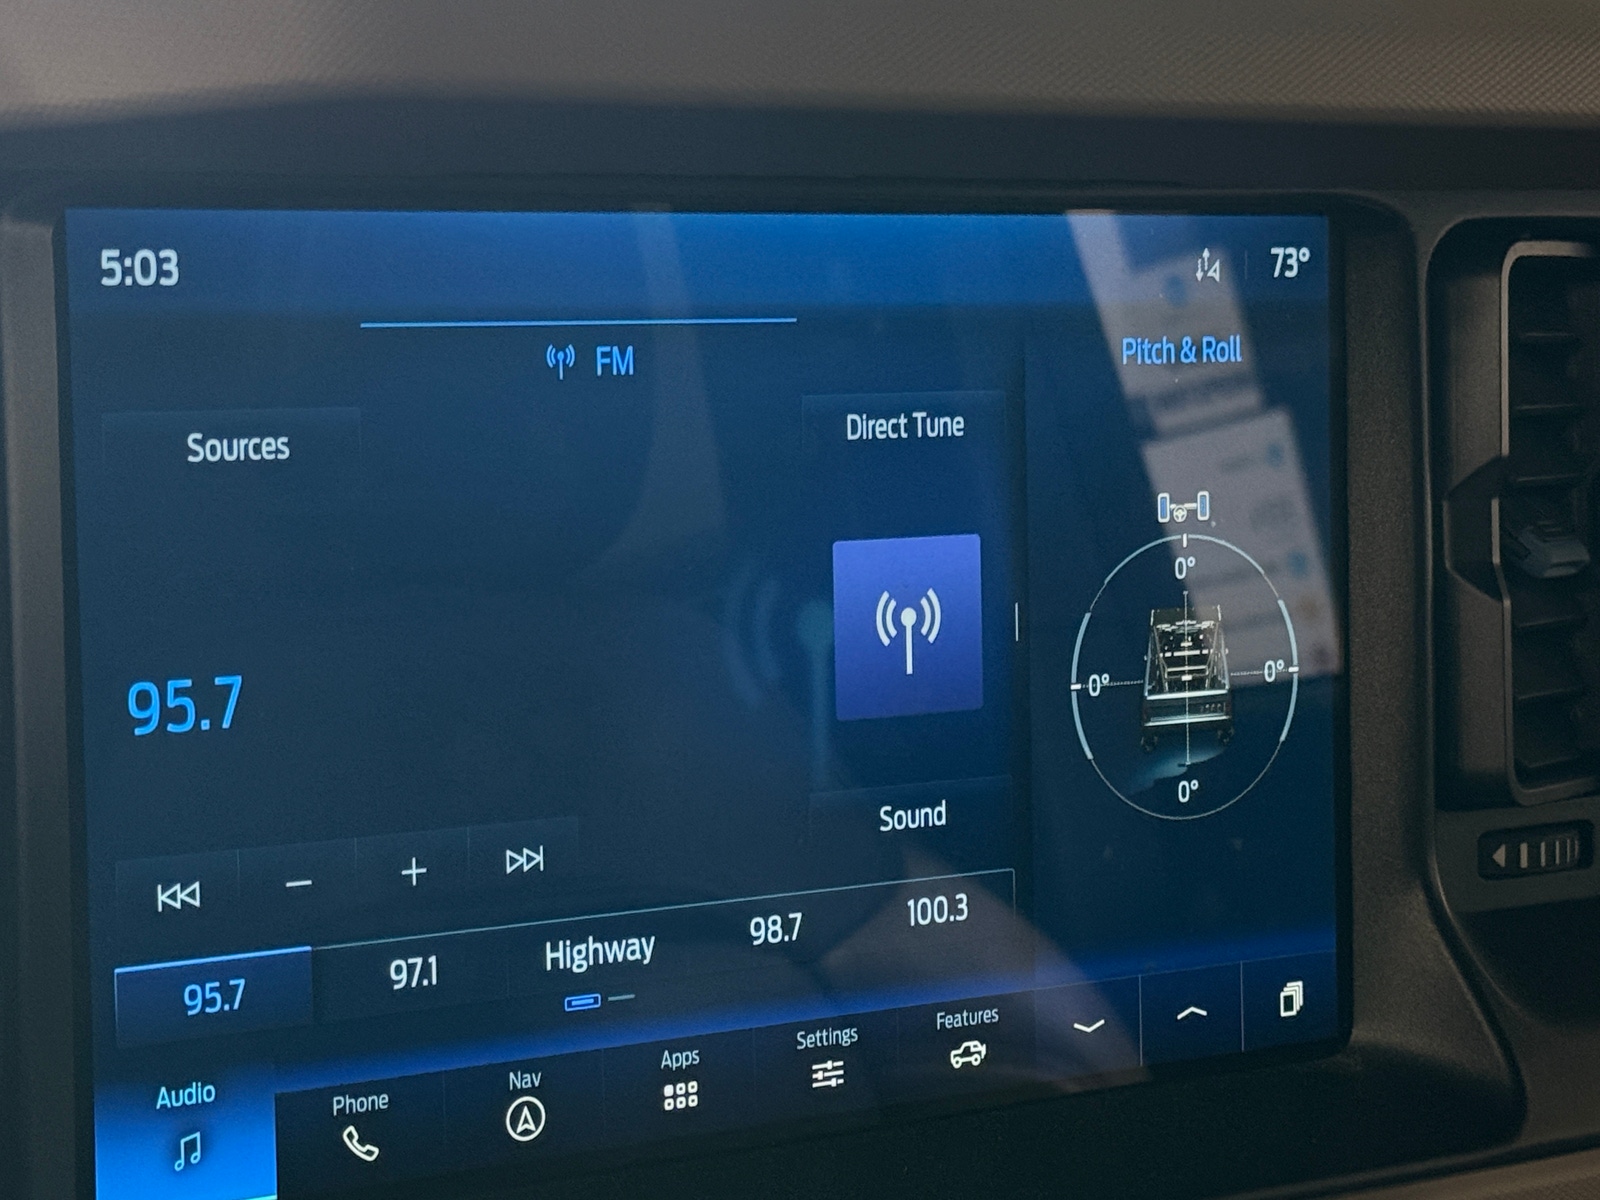 5:03
73°
FM
Pitch & Roll
Sources
Direct Tune
0°
0°
0°
0°
95.7
Sound
95.7
97.1
Highway
98.7
100.3
Audio
Phone
Nav
Apps
Settings
Features